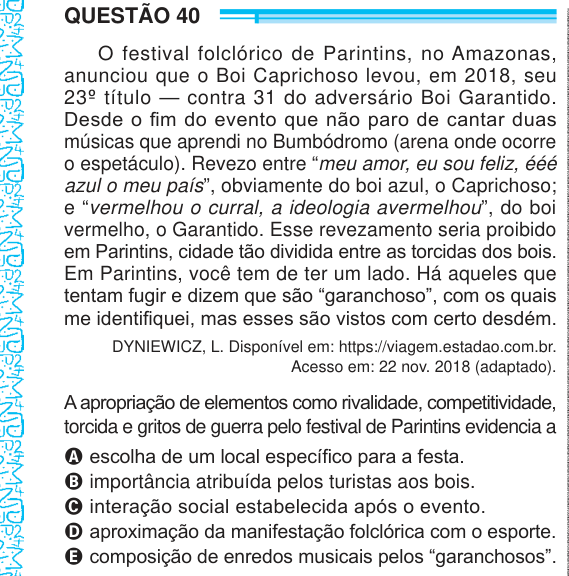 QUESTÃO 40
O festival folclórico de Parintins, no Amazonas,
anunciou que o Boi Caprichoso levou, em 2018, seu
23º título — contra 31 do adversário Boi Garantido.
Desde o fim do evento que não paro de cantar duas
músicas que aprendi no Bumbódromo (arena onde ocorre
o espetáculo). Revezo entre “meu amor, eu sou feliz, ééé
azul o meu país”, obviamente do boi azul, o Caprichoso;
e “vermelhou o curral, a ideologia avermelhou”, do boi
vermelho, o Garantido. Esse revezamento seria proibido
em Parintins, cidade tão dividida entre as torcidas dos bois.
Em Parintins, você tem de ter um lado. Há aqueles que
tentam fugir e dizem que são “garanchoso”, com os quais
me identifiquei, mas esses são vistos com certo desdém.
DYNIEWICZ, L. Disponível em: https://viagem.estadao.com.br.
Acesso em: 22 nov. 2018 (adaptado).
A apropriação de elementos como rivalidade, competitividade,
torcida e gritos de guerra pelo festival de Parintins evidencia a
A escolha de um local específico para a festa.
B importância atribuída pelos turistas aos bois.
C interação social estabelecida após o evento.
D aproximação da manifestação folclórica com o esporte.
E composição de enredos musicais pelos “garanchosos”.